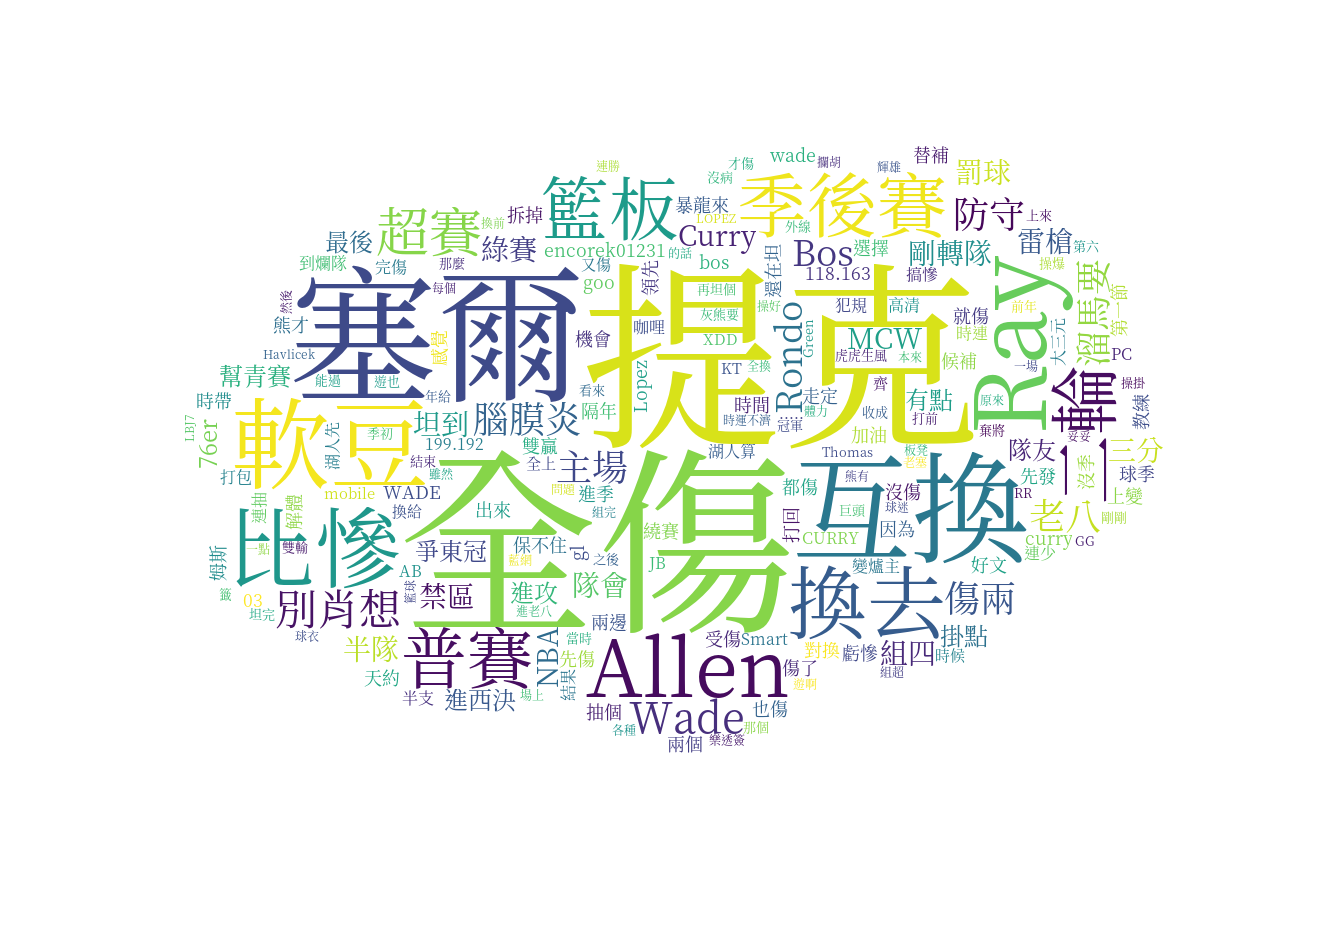 連勝
才傷
wade
攔胡
輝雄
替補
沒病
籃板
季後賽
罰球
超賽
換前
拆掉
暴龍來
LOPEZ
外線
防守
上來
最後
綠賽
encorek01231
的話
Curry
Bos
選擇
剛轉隊
雷槍
第六
到爛隊
完傷
那麼
又傷
goo
領先
bos
還在坦
118.163
搞慘
操爆
Ray
溜馬要
第一節
然後
塞爾
每個
提克
再坦個
操好
犯規
高清
前年
熊才
感覺
機會
咖哩
灰熊要
XDD
Rondo
Green
MCW
就傷
時連
大三元
Havlicek
虎虎生風
本來
候補
一場
PC
幫青賽
能過
遊也
Lopez
KT
全換
齊
操掛
時帶
年給
看來
走定
有點
原來
韓
教練
LBJ7
軟豆
季初
坦到
腦膜炎
隔年
時間
體力
收成
打前
棄將
76er
湖人先
199.192
雙贏
時運不濟
冠軍
加油
隊友
妥妥
三分
打包
結束
全上
主場
湖人算
Thomas
板凳
老塞
沒季
球季
雖然
全傷
互換
熊有
二二
mobile
WADE
問題
進季
都傷
沒傷
先發
RR
上變
連抽
解體
換給
出來
組完
繞賽
打回
巨頭
球迷
老八
剛剛
比慘
一點
雙輸
爭東冠
保不住
gl
CURRY
因為
curry
GG
連少
姆斯
AB
藍網
之後
JB
變爐主
好文
籤
03
坦完
別肖想
籃球
禁區
進攻
進老八
隊會
換去
傷兩
球衣
普賽
NBA
當時
兩邊
受傷
Smart
掛點
半隊
先傷
Allen
對換
虧慘
組四
時候
天約
結果
傷了
組超
半支
進西決
場上
抽個
Wade
也傷
遊啊
各種
那個
兩個
樂透簽